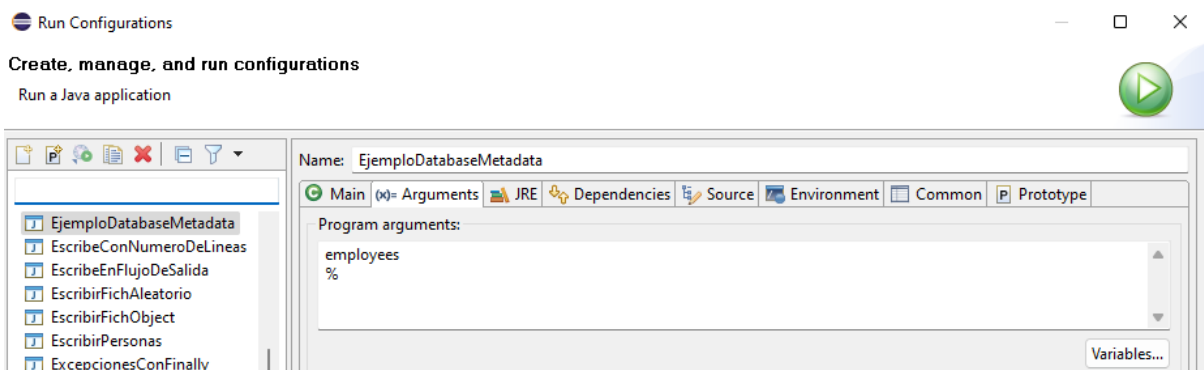 Run Configurations
Create, manage, and run configurations
Run a Java application
Name: EjemploDatabaseMetadata
Main (x)= Arguments JRE Dependencies Source Environment Common P Prototype
EjemploDatabaseMetadata
EscribeConNumeroDeLineas
EscribeEnFlujoDeSalida
EscribirFichAleatorio
EscribirFichObject
EscribirPersonas
ExcepcionesConFinally
Program arguments:
employees
%
Variables...